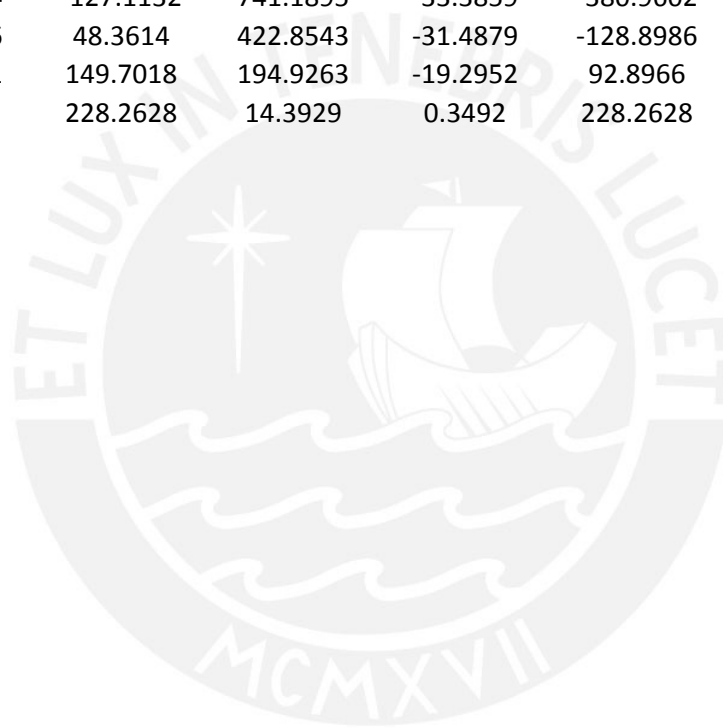 48.3614 422.8543 -31.4879 -128.8986
149.7018 194.9263 -19.2952 92.8966
228.2628 14.3929 0.3492 228.2628
ET LUX IN TENEBRIS LUCET
MCMXVII